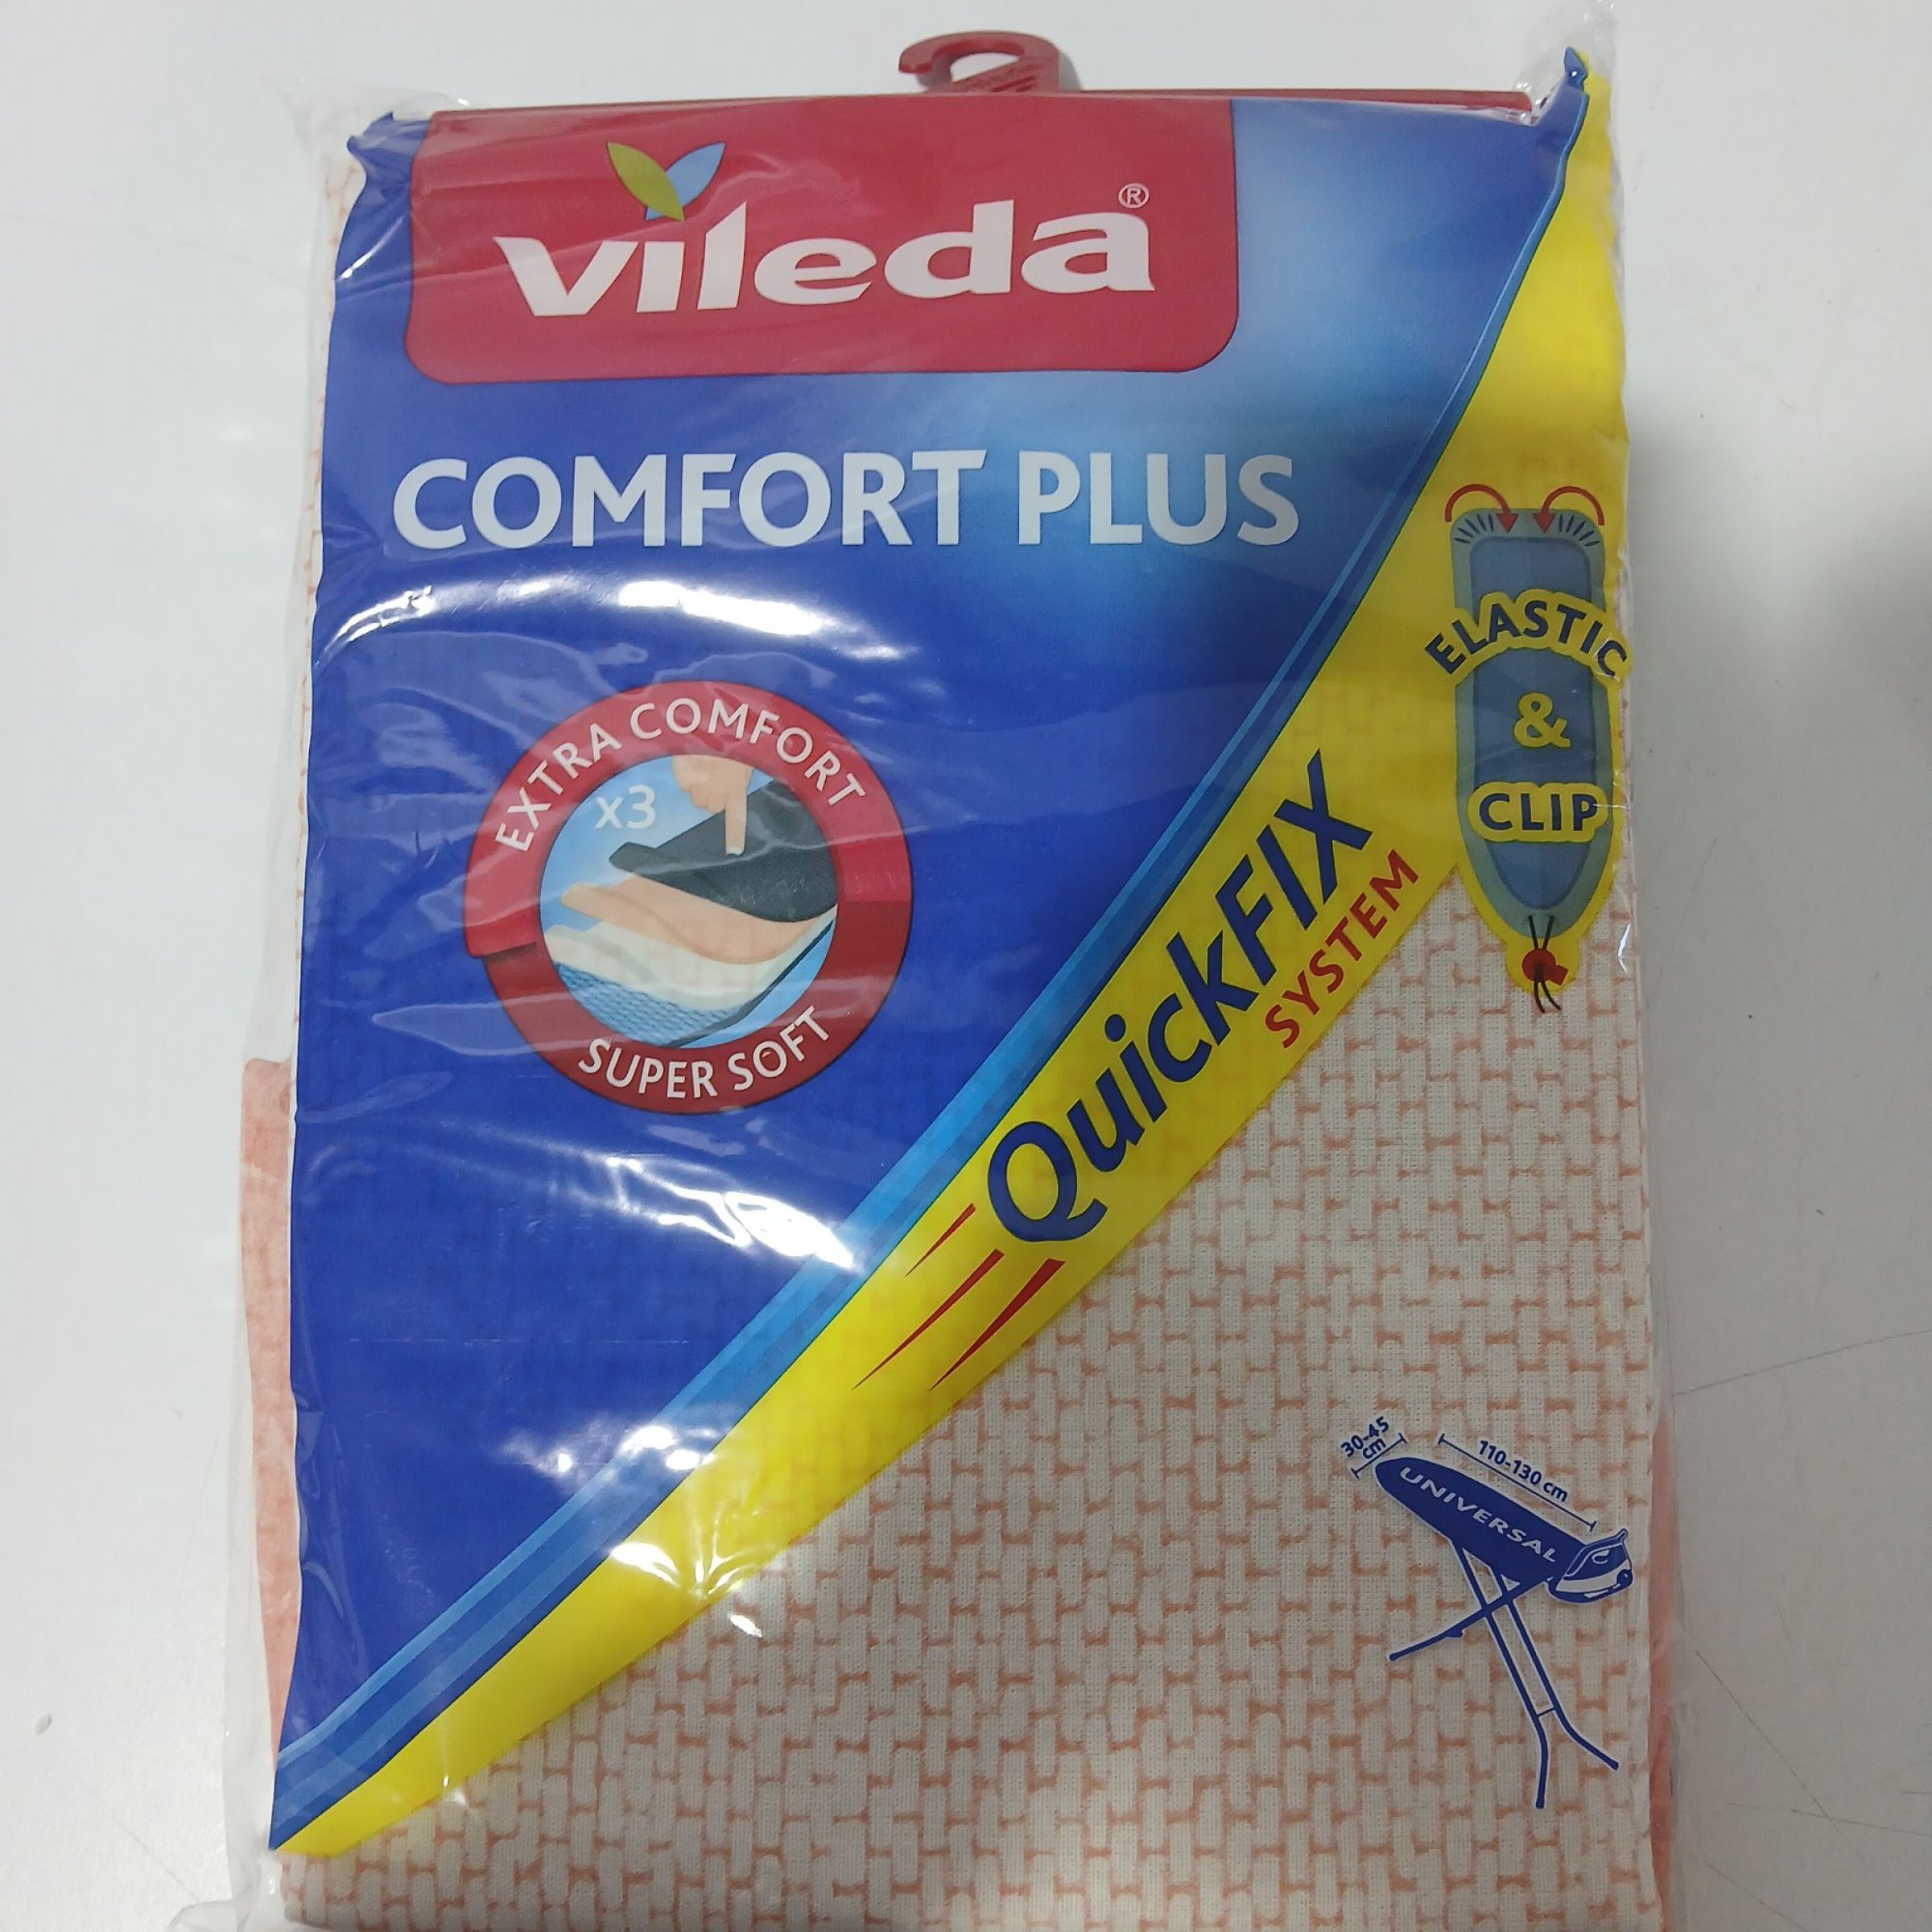 vileda®
COMFORT PLUS
ELASTIC
&
CLIP
EXTRA COMFORT
x3
SUPER SOFT
QuickFIX
SYSTEM
30-45
cm
110-130 cm
UNIVERSAL